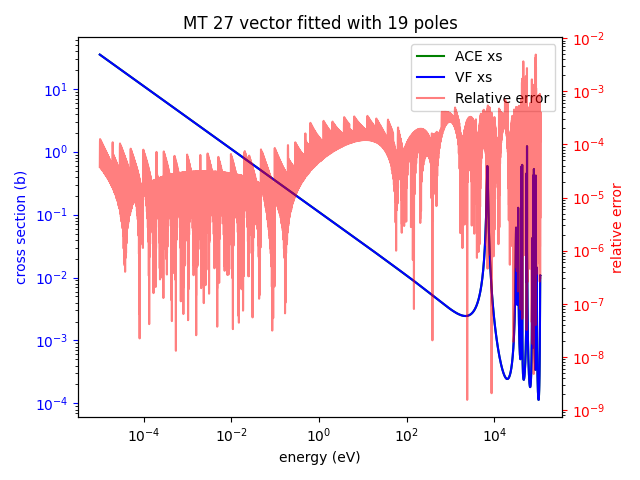 MT 27 vector fitted with 19 poles
ACE xs
VF xs
Relative error
cross section (b)
10^1
10^0
10^-1
10^-2
10^-3
10^-4
10^-2
10^-3
10^-4
10^-5
10^-6
10^-7
10^-8
10^-9
relative error
10^-4
10^-2
10^0
10^2
10^4
energy (eV)